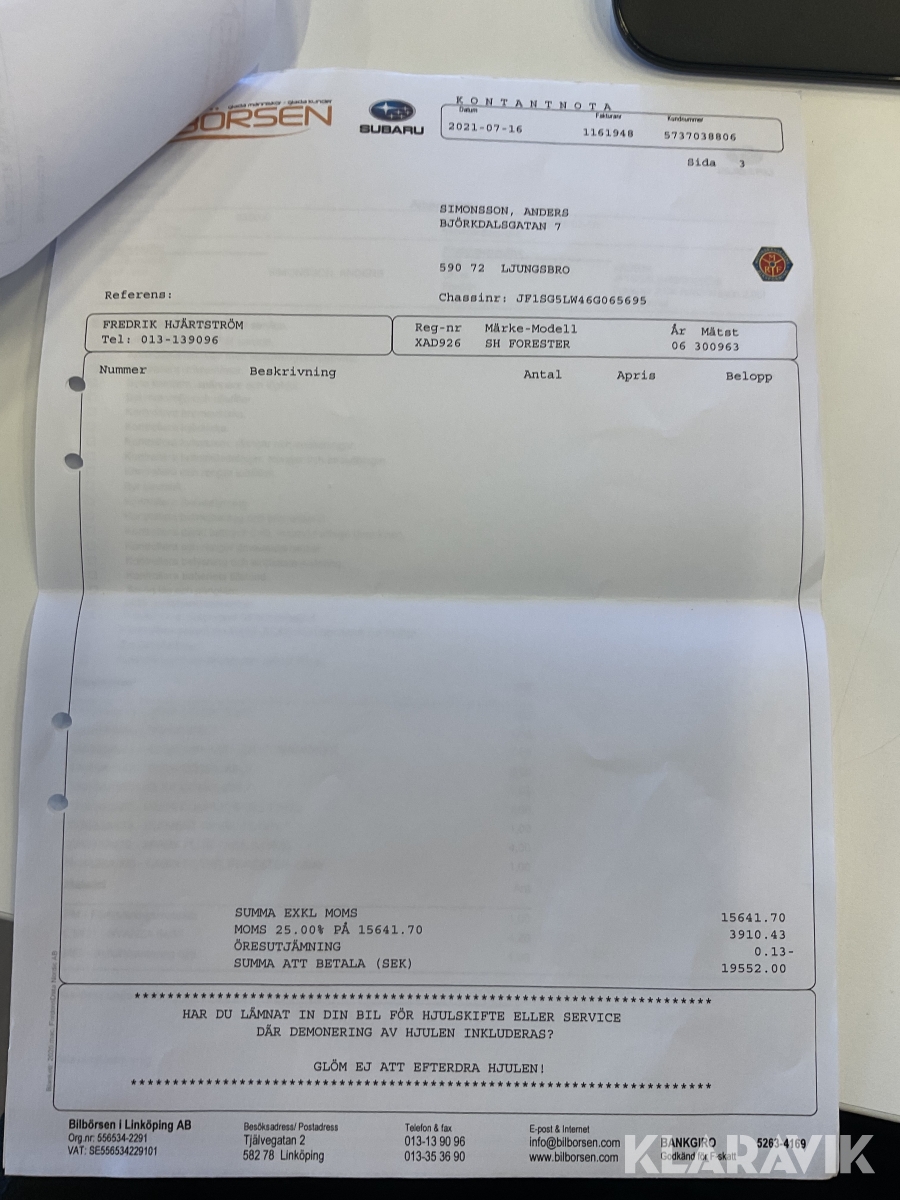 glada människor - glada kunder
BÖRSEN
SUBARU
KONTANTNOTA
Datum Fakturanr Kundnummer
2021-07-16 1161948 5737038806
Sida 3
SIMONSSON, ANDERS
BJÖRKDALSGATAN 7
590 72 LJUNGSBRO
MRF
Referens: Chassinr: JF1SG5LW46G065695
FREDRIK HJÄRTSTRÖM
Tel: 013-139096
Reg-nr Märke-Modell År Mätst
XAD926 SH FORESTER 06 300963
Nummer Beskrivning Antal Apris Belopp
SUMMA EXKL MOMS 15641.70
MOMS 25.00% PÅ 15641.70 3910.43
ÖRESUTJÄMNING 0.13-
SUMMA ATT BETALA (SEK) 19552.00
**********************************************************************
HAR DU LÄMNAT IN DIN BIL FÖR HJULSKIFTE ELLER SERVICE
DÄR DEMONERING AV HJULEN INKLUDERAS?
GLÖM EJ ATT EFTERDRA HJULEN!
**********************************************************************
Bilbörsen i Linköping AB
Org.nr: 556534-2291
VAT: SE556534229101
Besöksadress/ Postadress
Tjälvegatan 2
582 78 Linköping
Telefon & fax
013-13 90 96
013-35 36 90
E-post & Internet
info@bilborsen.com
www.bilborsen.com
BANKGIRO 5263-4169
Godkänd för F-skatt
KLARAVIK